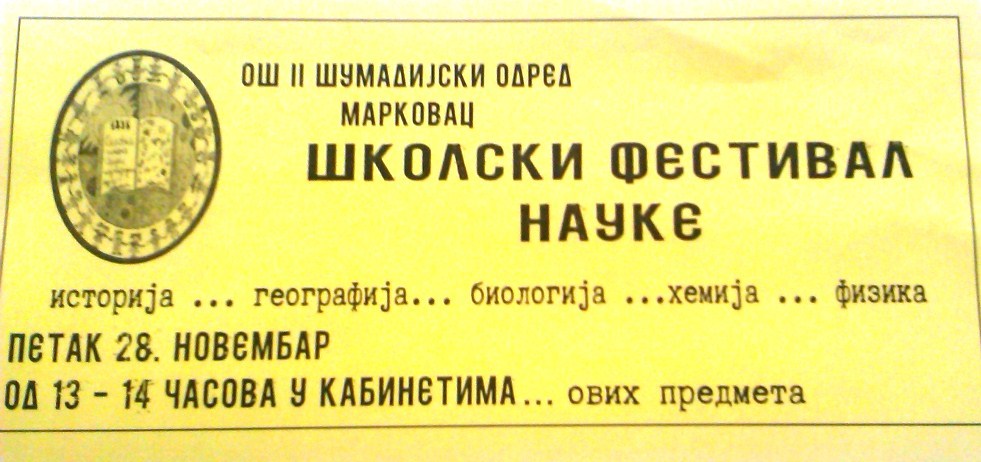 ОШ II ШУМАДИЈСКИ ОДРЕД
МАРКОВАЦ
ШКОЛСКИ ФЕСТИВАЛ
НАУКЕ
историја ... географија... биологија ...хемија ... физика
ПЕТАК 28. НОВЕМБАР
ОД 13 - 14 ЧАСОВА У КАБИНЕТИМА... ових предмета